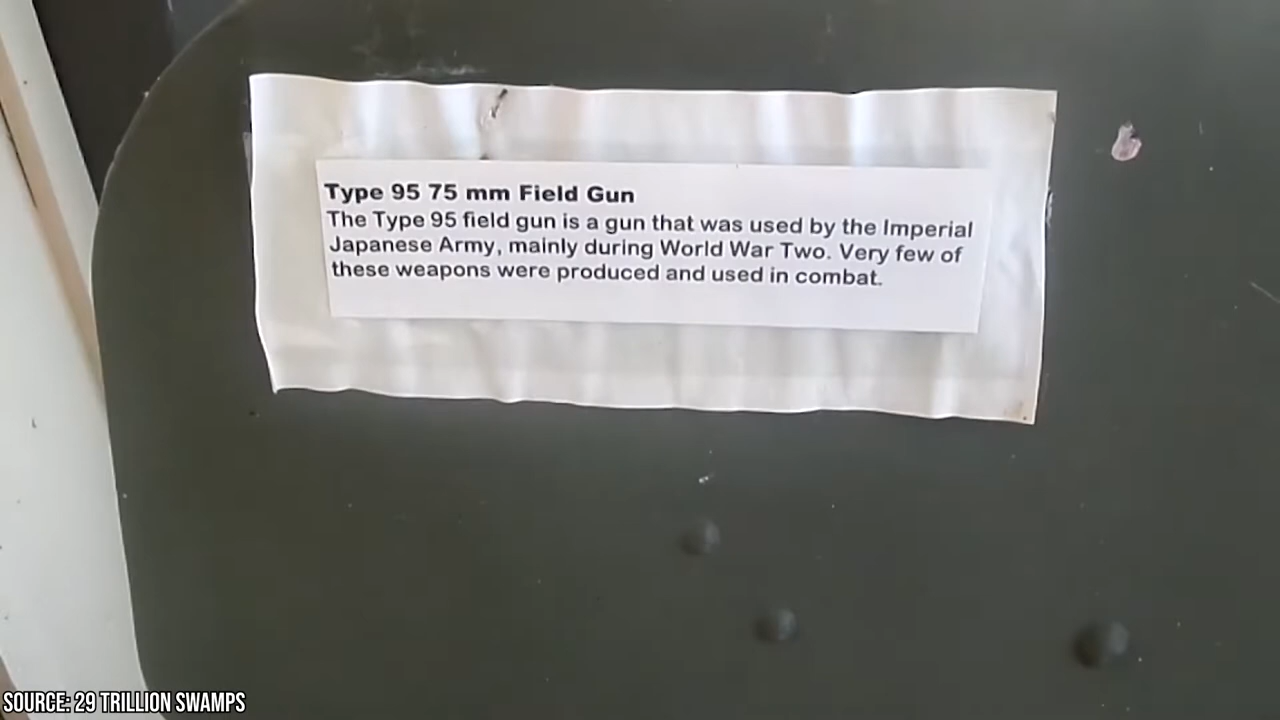 Type 95 75 mm Field Gun
The Type 95 field gun is a gun that was used by the Imperial
Japanese Army, mainly during World War Two. Very few of
these weapons were produced and used in combat.
SOURCE: 29 TRILLION SWAMPS